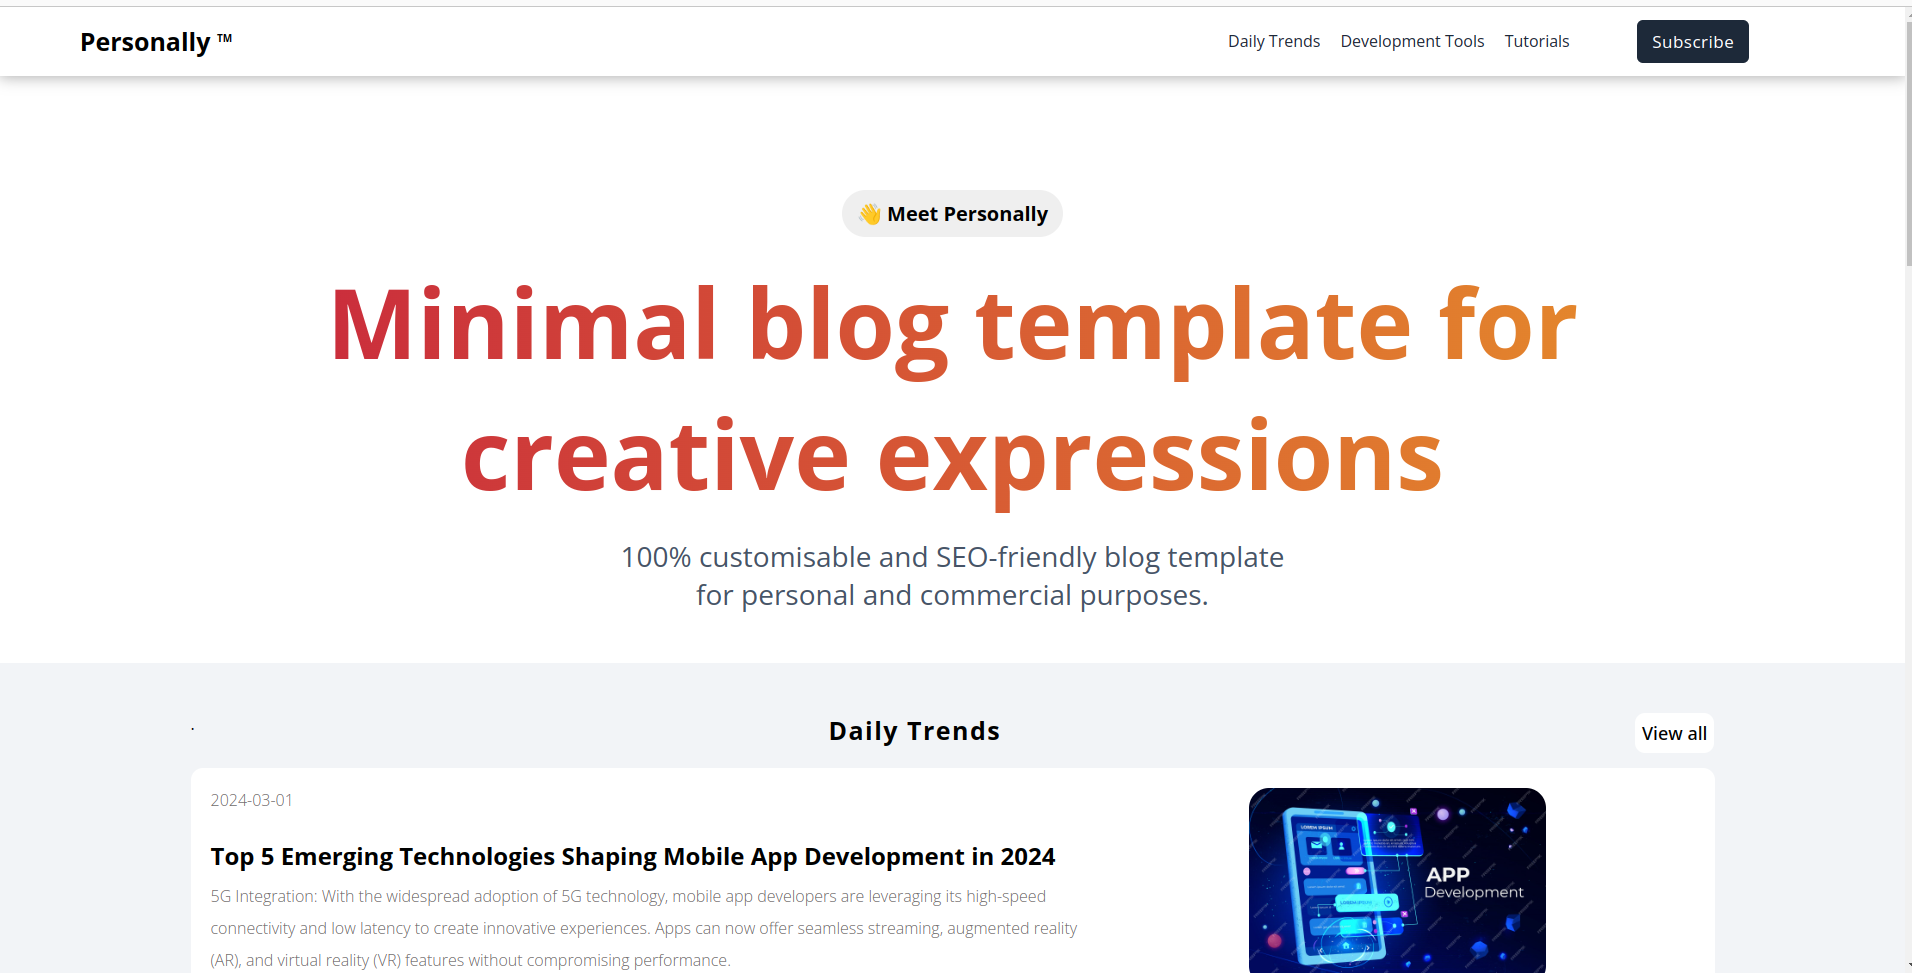 Personally ™
Daily Trends Development Tools Tutorials Subscribe
👋 Meet Personally
Minimal blog template for
creative expressions
100% customisable and SEO-friendly blog template
for personal and commercial purposes.
. Daily Trends View all
2024-03-01
Top 5 Emerging Technologies Shaping Mobile App Development in 2024
5G Integration: With the widespread adoption of 5G technology, mobile app developers are leveraging its high-speed
connectivity and low latency to create innovative experiences. Apps can now offer seamless streaming, augmented reality
(AR), and virtual reality (VR) features without compromising performance.
LOREM IPSUM
APP
Development